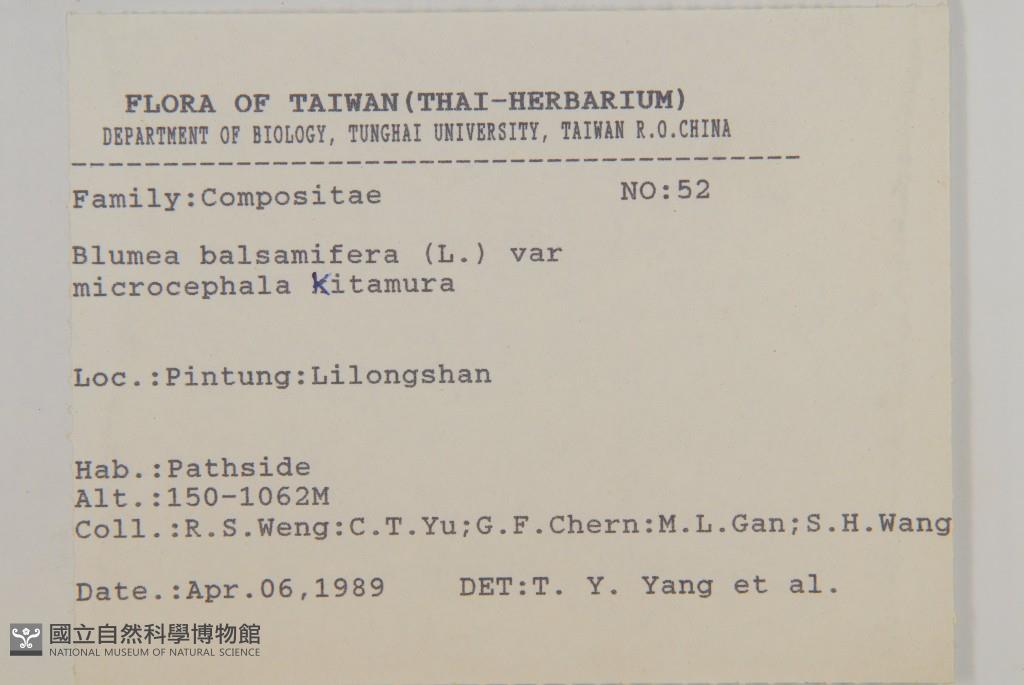 FLORA OF TAIWAN(THAI-HERBARIUM)
DEPARTMENT OF BIOLOGY, TUNGHAI UNIVERSITY, TAIWAN R.O.CHINA
----------------------------------------
Family:Compositae NO:52
Blumea balsamifera (L.) var
microcephala Kitamura
Loc.:Pintung:Lilongshan
Hab.:Pathside
Alt.:150-1062M
Coll.:R.S.Weng:C.T.Yu;G.F.Chern:M.L.Gan;S.H.Wang
Date.:Apr.06,1989 DET:T. Y. Yang et al.
國立自然科學博物館
NATIONAL MUSEUM OF NATURAL SCIENCE